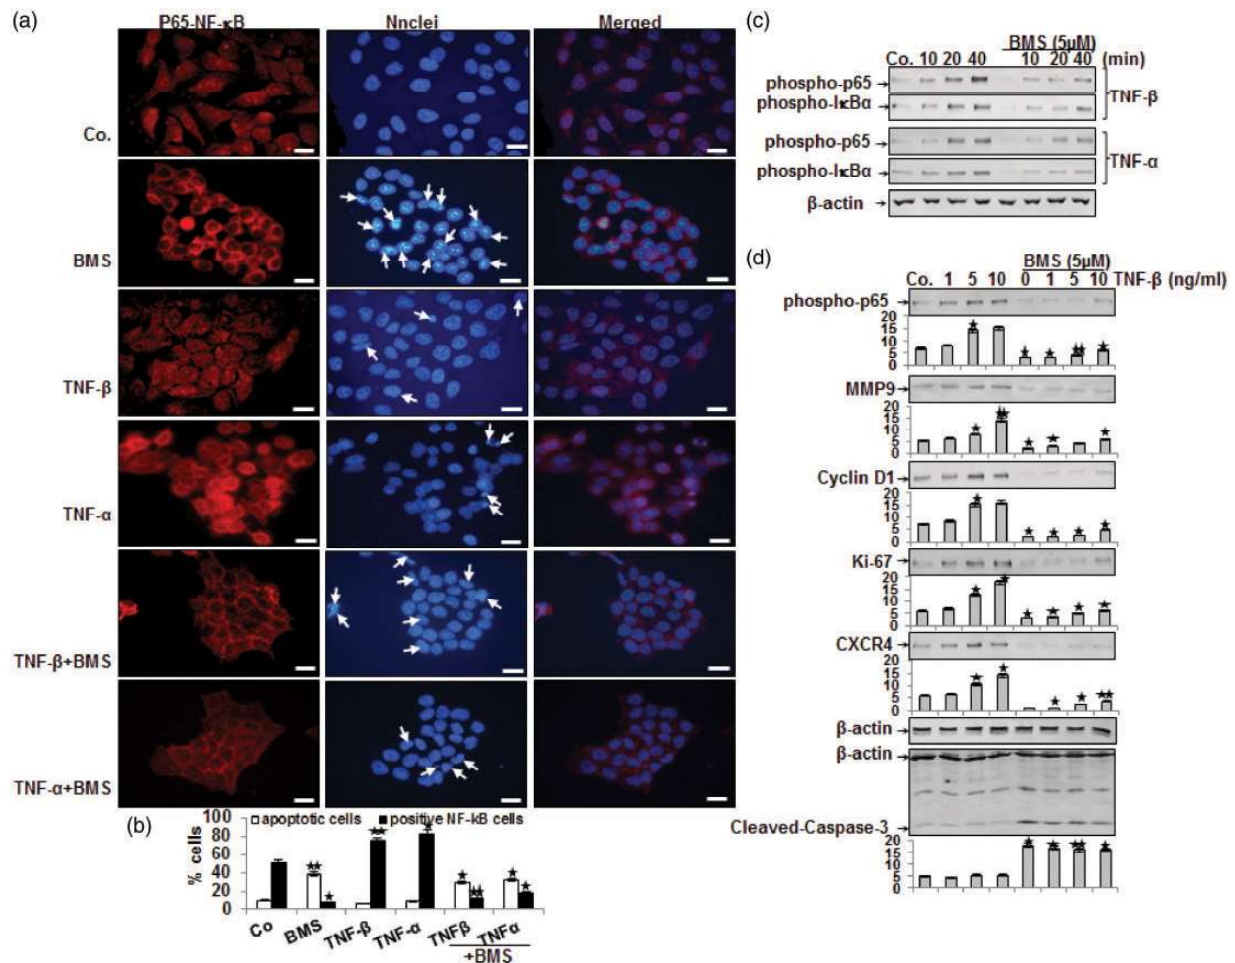 (a)
P65-NF-κB Nnclei Merged
Co.
BMS
TNF-β
TNF-α
TNF-β+BMS
TNF-α+BMS
(b)
apoptotic cells positive NF-kB cells
% cells
100
80
60
40
20
0
Co BMS TNF-β TNF-α TNFβ TNFα
+BMS
(c)
BMS (5µM)
Co. 10 20 40 10 20 40 (min)
phospho-p65
phospho-IκBα
TNF-β
phospho-p65
phospho-IκBα
TNF-α
β-actin
(d)
BMS (5µM)
Co. 1 5 10 0 1 5 10 TNF-β (ng/ml)
phospho-p65
20
15
10
5
0
MMP9
20
15
10
5
0
Cyclin D1
20
15
10
5
0
Ki-67
20
15
10
5
0
CXCR4
20
15
10
5
0
β-actin
β-actin
Cleaved-Caspase-3
20
15
10
5
0